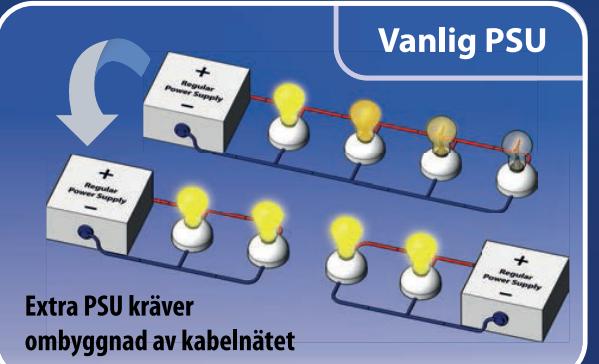 Vanlig PSU
+
Regular
Power Supply
−
+
Regular
Power Supply
−
+
Regular
Power Supply
−
Extra PSU kräver
ombyggnad av kabelnätet